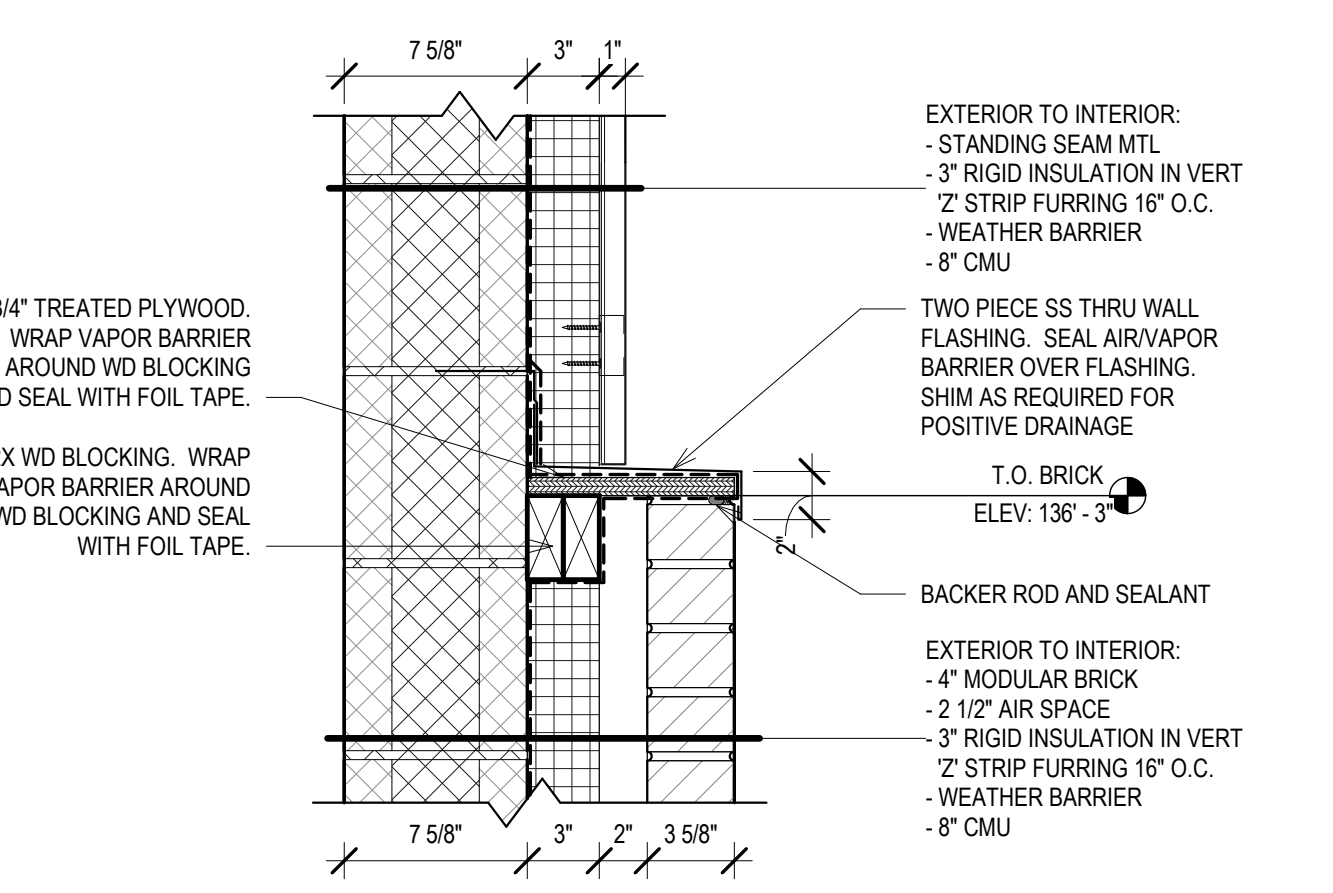 7 5/8"
3"
1"
EXTERIOR TO INTERIOR:
- STANDING SEAM MTL
- 3" RIGID INSULATION IN VERT
'Z' STRIP FURRING 16" O.C.
- WEATHER BARRIER
- 8" CMU
3/4" TREATED PLYWOOD.
WRAP VAPOR BARRIER
AROUND WD BLOCKING
SEAL WITH FOIL TAPE.
TWO PIECE SS THRU WALL
FLASHING. SEAL AIR/VAPOR
BARRIER OVER FLASHING.
SHIM AS REQUIRED FOR
POSITIVE DRAINAGE
WD BLOCKING. WRAP
VAPOR BARRIER AROUND
WD BLOCKING AND SEAL
WITH FOIL TAPE.
T.O. BRICK
ELEV: 136' - 3"
2"
BACKER ROD AND SEALANT
EXTERIOR TO INTERIOR:
- 4" MODULAR BRICK
- 2 1/2" AIR SPACE
- 3" RIGID INSULATION IN VERT
'Z' STRIP FURRING 16" O.C.
- WEATHER BARRIER
- 8" CMU
7 5/8"
3"
2"
3 5/8"